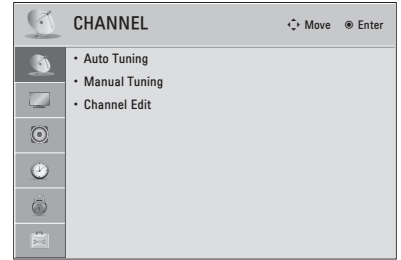 CHANNEL
Move Enter
• Auto Tuning
• Manual Tuning
• Channel Edit